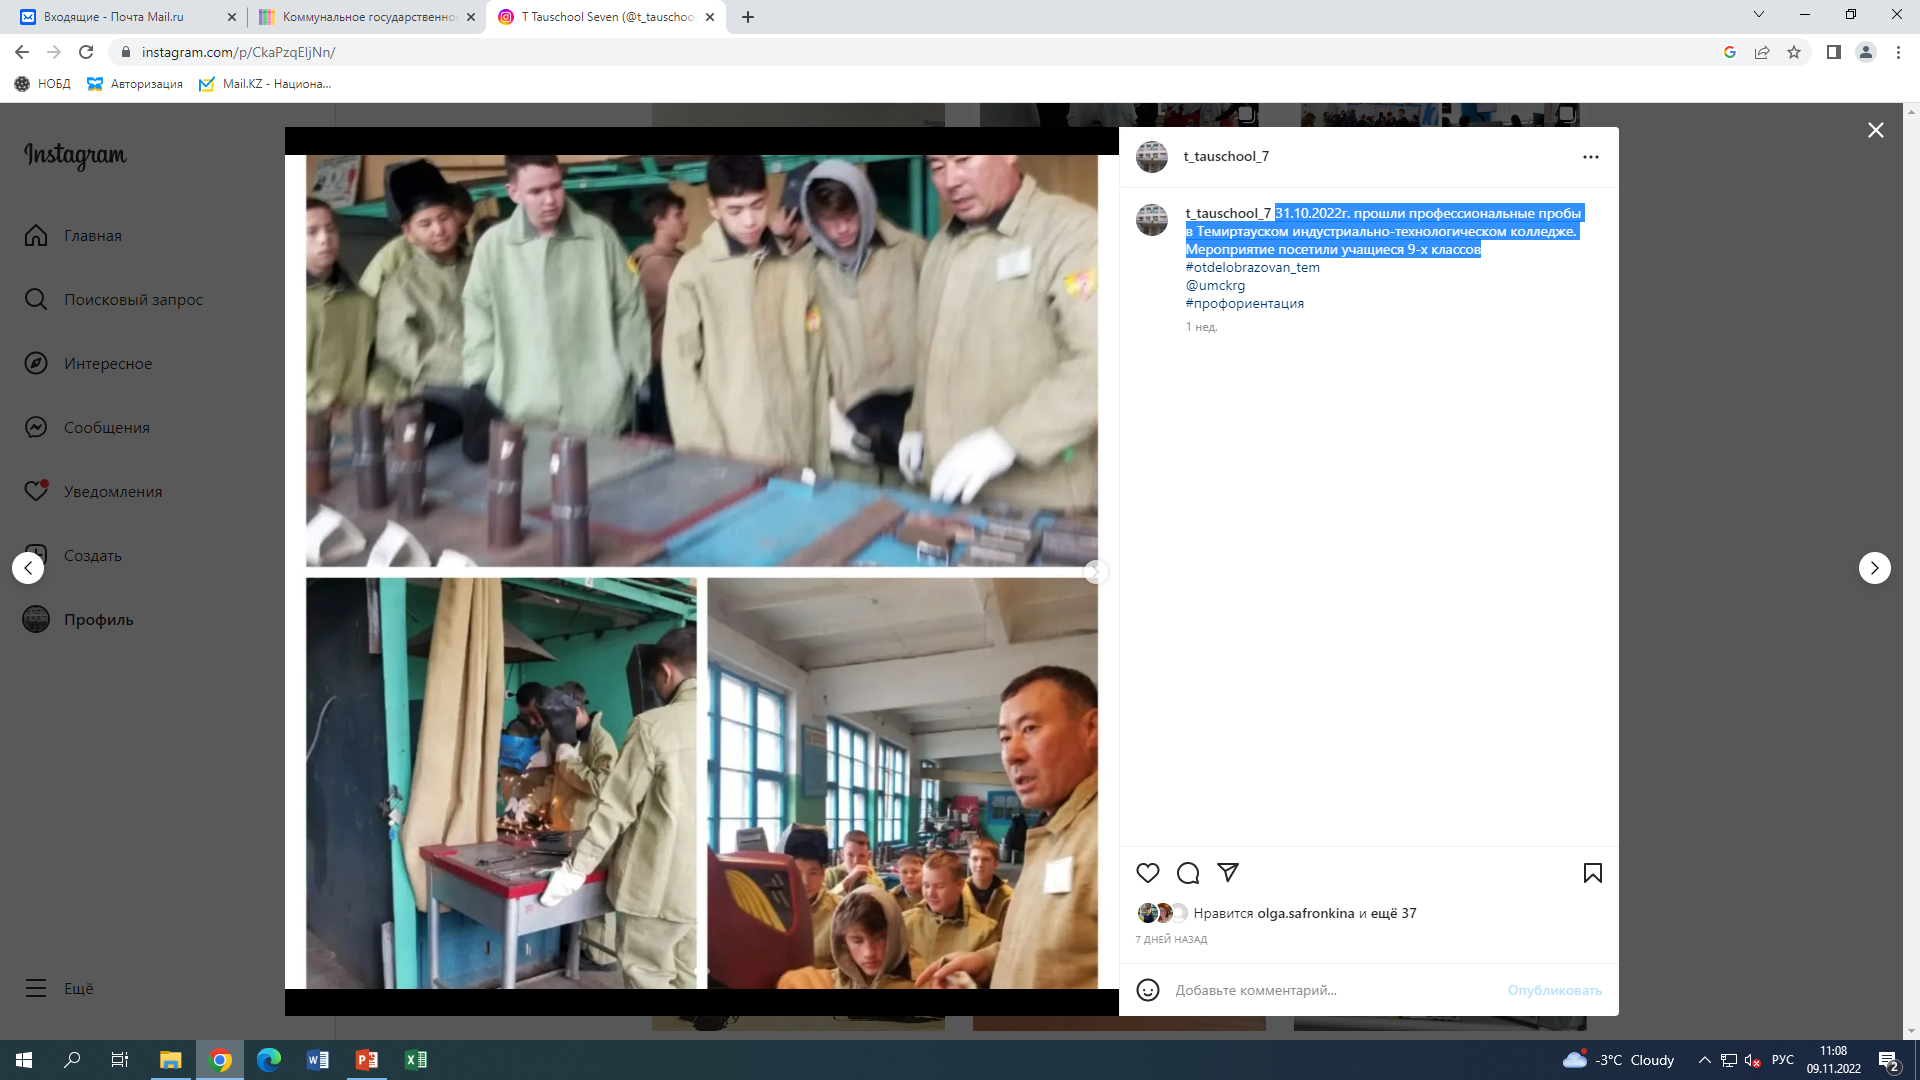 Входящие - Почта Mail.ru
Коммунальное государственно
T Tauschool Seven (@t_tauschoo
instagram.com/p/CkaPzqEIjNn/
НОБД
Авторизация
Mail.KZ - Национа...
Instagram
Главная
Поисковый запрос
Интересное
Сообщения
Уведомления
Создать
Профиль
Ещё
t_tauschool_7
t_tauschool_7 31.10.2022г. прошли профессиональные пробы
в Темиртауском индустриально-технологическом колледже.
Мероприятие посетили учащиеся 9-х классов
#otdelobrazovan_tem
@umckrg
#профориентация
1 нед.
Нравится olga.safronkina и ещё 37
7 ДНЕЙ НАЗАД
Добавьте комментарий...
Опубликовать
-3°C Cloudy
РУС
11:08
09.11.2022
2